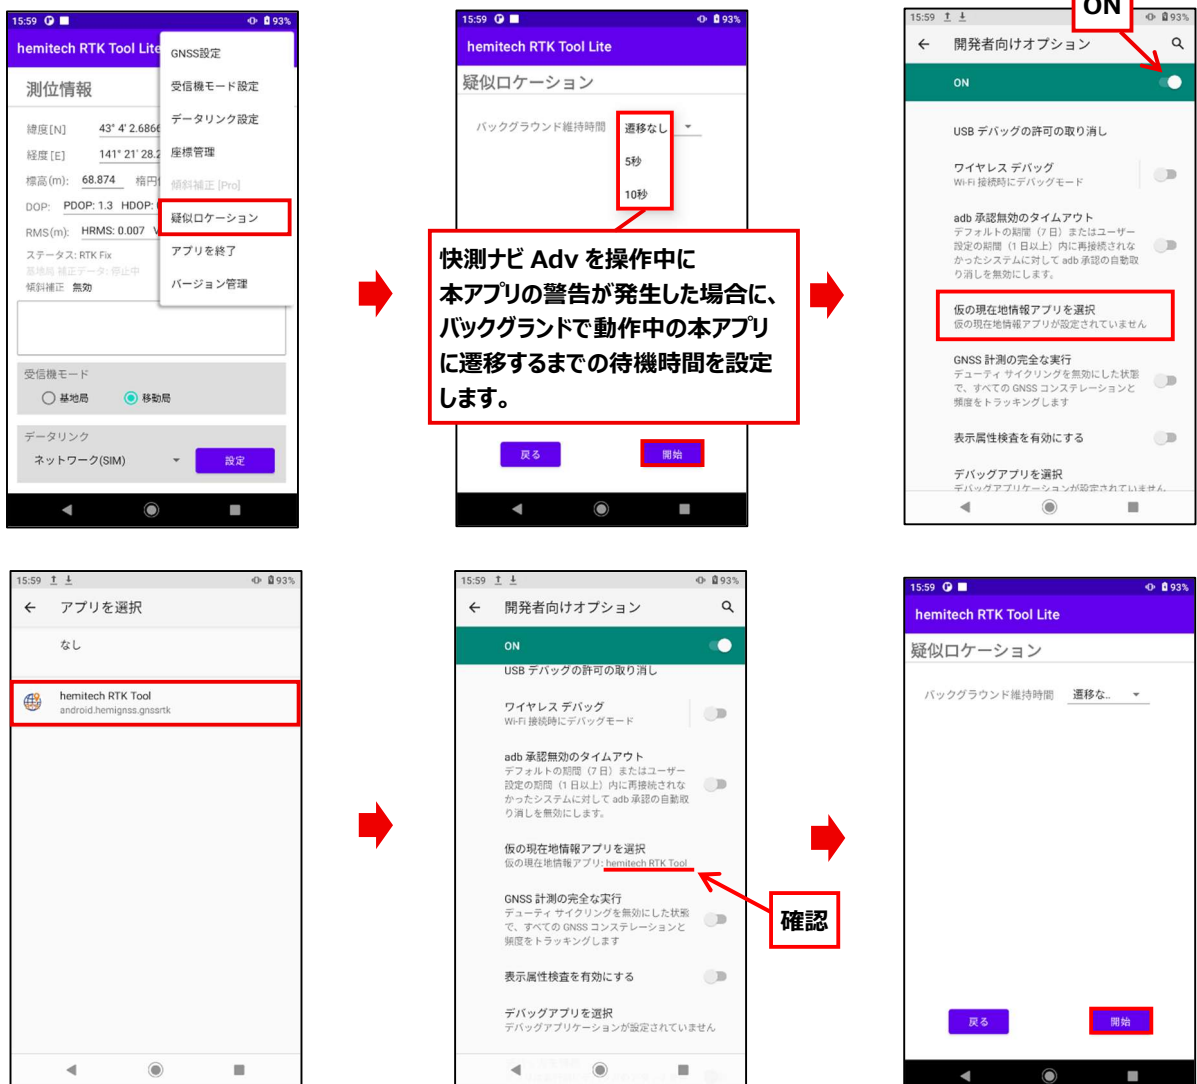 15:59 93%
hemitech RTK Tool Lite
測位情報
緯度[N] 43° 4' 2.6866
経度 [E] 141° 21' 28.2
標高(m): 68.874 楕円
DOP: PDOP: 1.3 HDOP:
RMS(m): HRMS: 0.007
ステータス: RTK Fix
基地局 補正データ: 停止中
傾斜補正 無効
受信機モード
基地局 移動局
データリンク
ネットワーク(SIM) 設定
GNSS設定
受信機モード設定
データリンク設定
座標管理
傾斜補正 [Pro]
疑似ロケーション
アプリを終了
バージョン管理
15:59 93%
hemitech RTK Tool Lite
疑似ロケーション
バックグラウンド維持時間 遷移なし
5秒
10秒
快測ナビ Adv を操作中に
本アプリの警告が発生した場合に、
バックグランドで動作中の本アプリ
に遷移するまでの待機時間を設定
します。
戻る 開始
ON
15:59 93%
開発者向けオプション
ON
USB デバッグの許可の取り消し
ワイヤレス デバッグ
Wi-Fi 接続時にデバッグモード
adb 承認無効のタイムアウト
デフォルトの期間（7 日）またはユーザー
設定の期間（1 日以上）内に再接続されな
かったシステムに対して adb 承認の自動取
り消しを無効にします。
仮の現在地情報アプリを選択
仮の現在地情報アプリが設定されていません
GNSS 計測の完全な実行
デューティ サイクリングを無効にした状態
で、すべての GNSS コンステレーションと
頻度をトラッキングします
表示属性検査を有効にする
デバッグアプリを選択
デバッグアプリケーションが設定されていません
15:59 93%
アプリを選択
なし
hemitech RTK Tool
android.hemignss.gnssrtk
15:59 93%
開発者向けオプション
ON
USB デバッグの許可の取り消し
ワイヤレス デバッグ
Wi-Fi 接続時にデバッグモード
adb 承認無効のタイムアウト
デフォルトの期間（7 日）またはユーザー
設定の期間（1 日以上）内に再接続されな
かったシステムに対して adb 承認の自動取
り消しを無効にします。
仮の現在地情報アプリを選択
仮の現在地情報アプリ: hemitech RTK Tool
GNSS 計測の完全な実行
デューティ サイクリングを無効にした状態
で、すべての GNSS コンステレーションと
頻度をトラッキングします
表示属性検査を有効にする
デバッグアプリを選択
デバッグアプリケーションが設定されていません
確認
15:59 93%
hemitech RTK Tool Lite
疑似ロケーション
バックグラウンド維持時間 遷移な..
戻る 開始